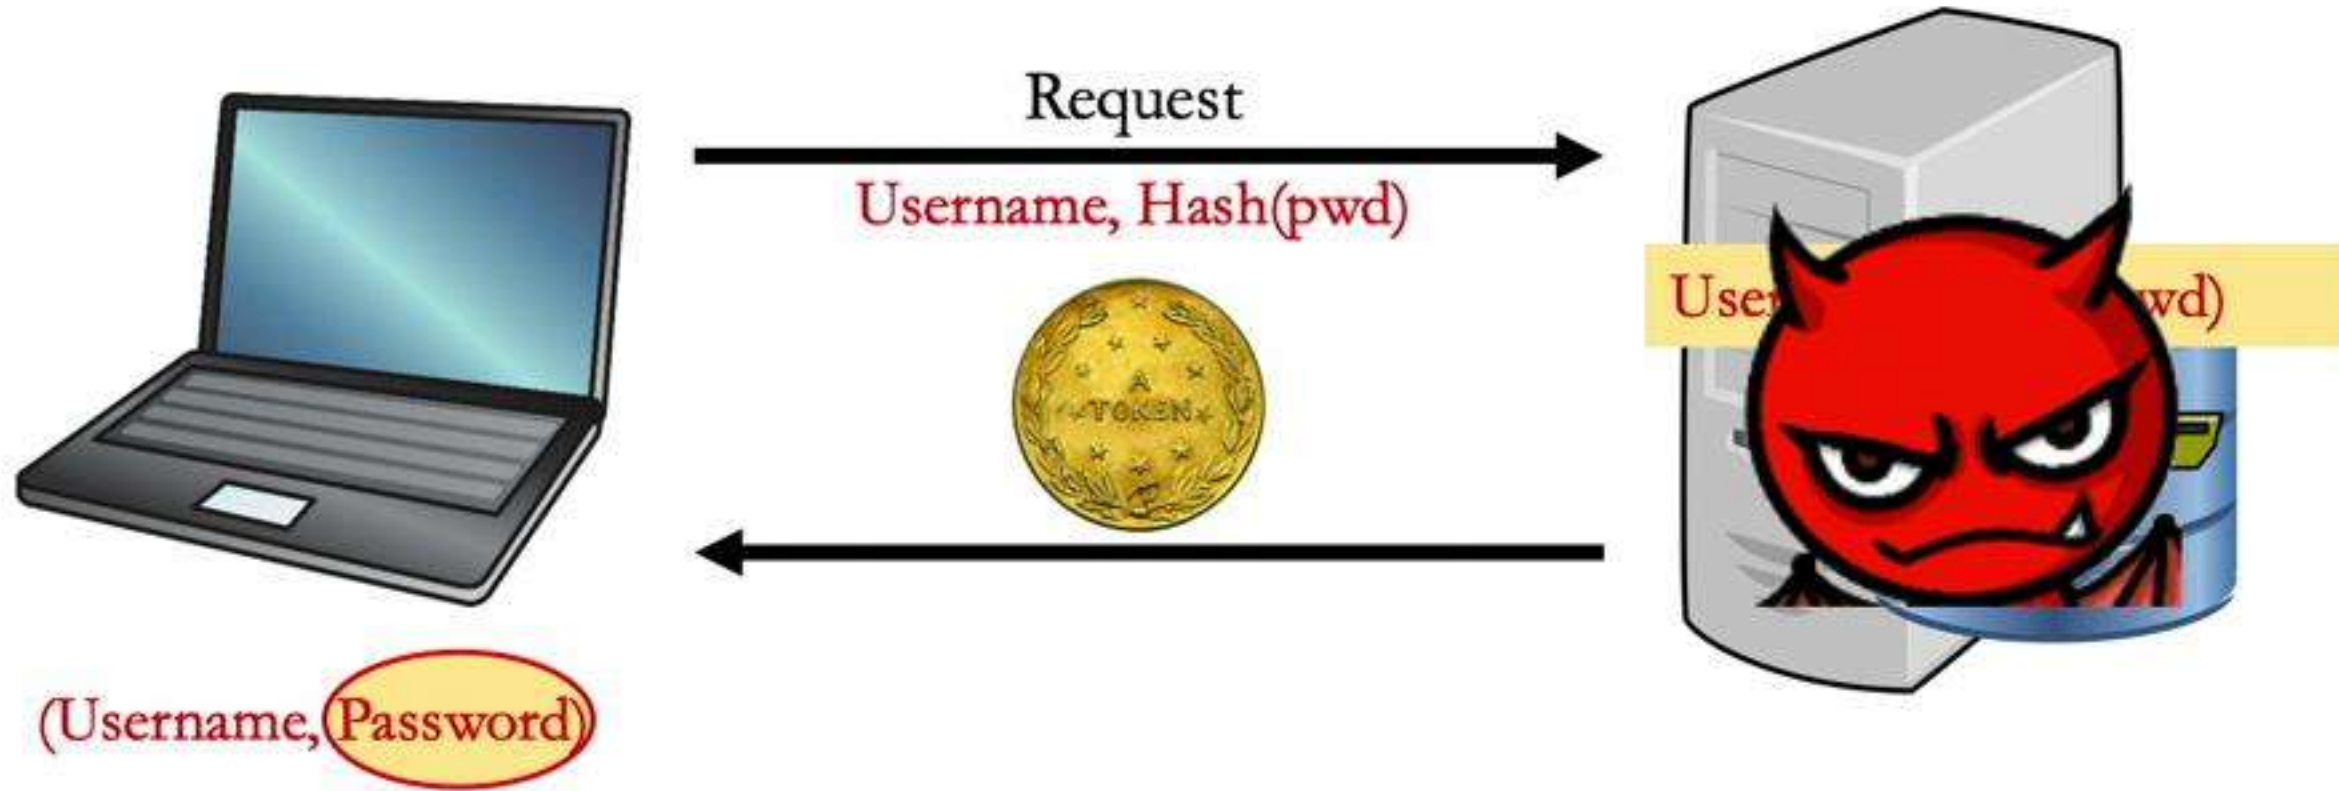 Request
Username, Hash(pwd)
A
TOKEN
(Username, Password)